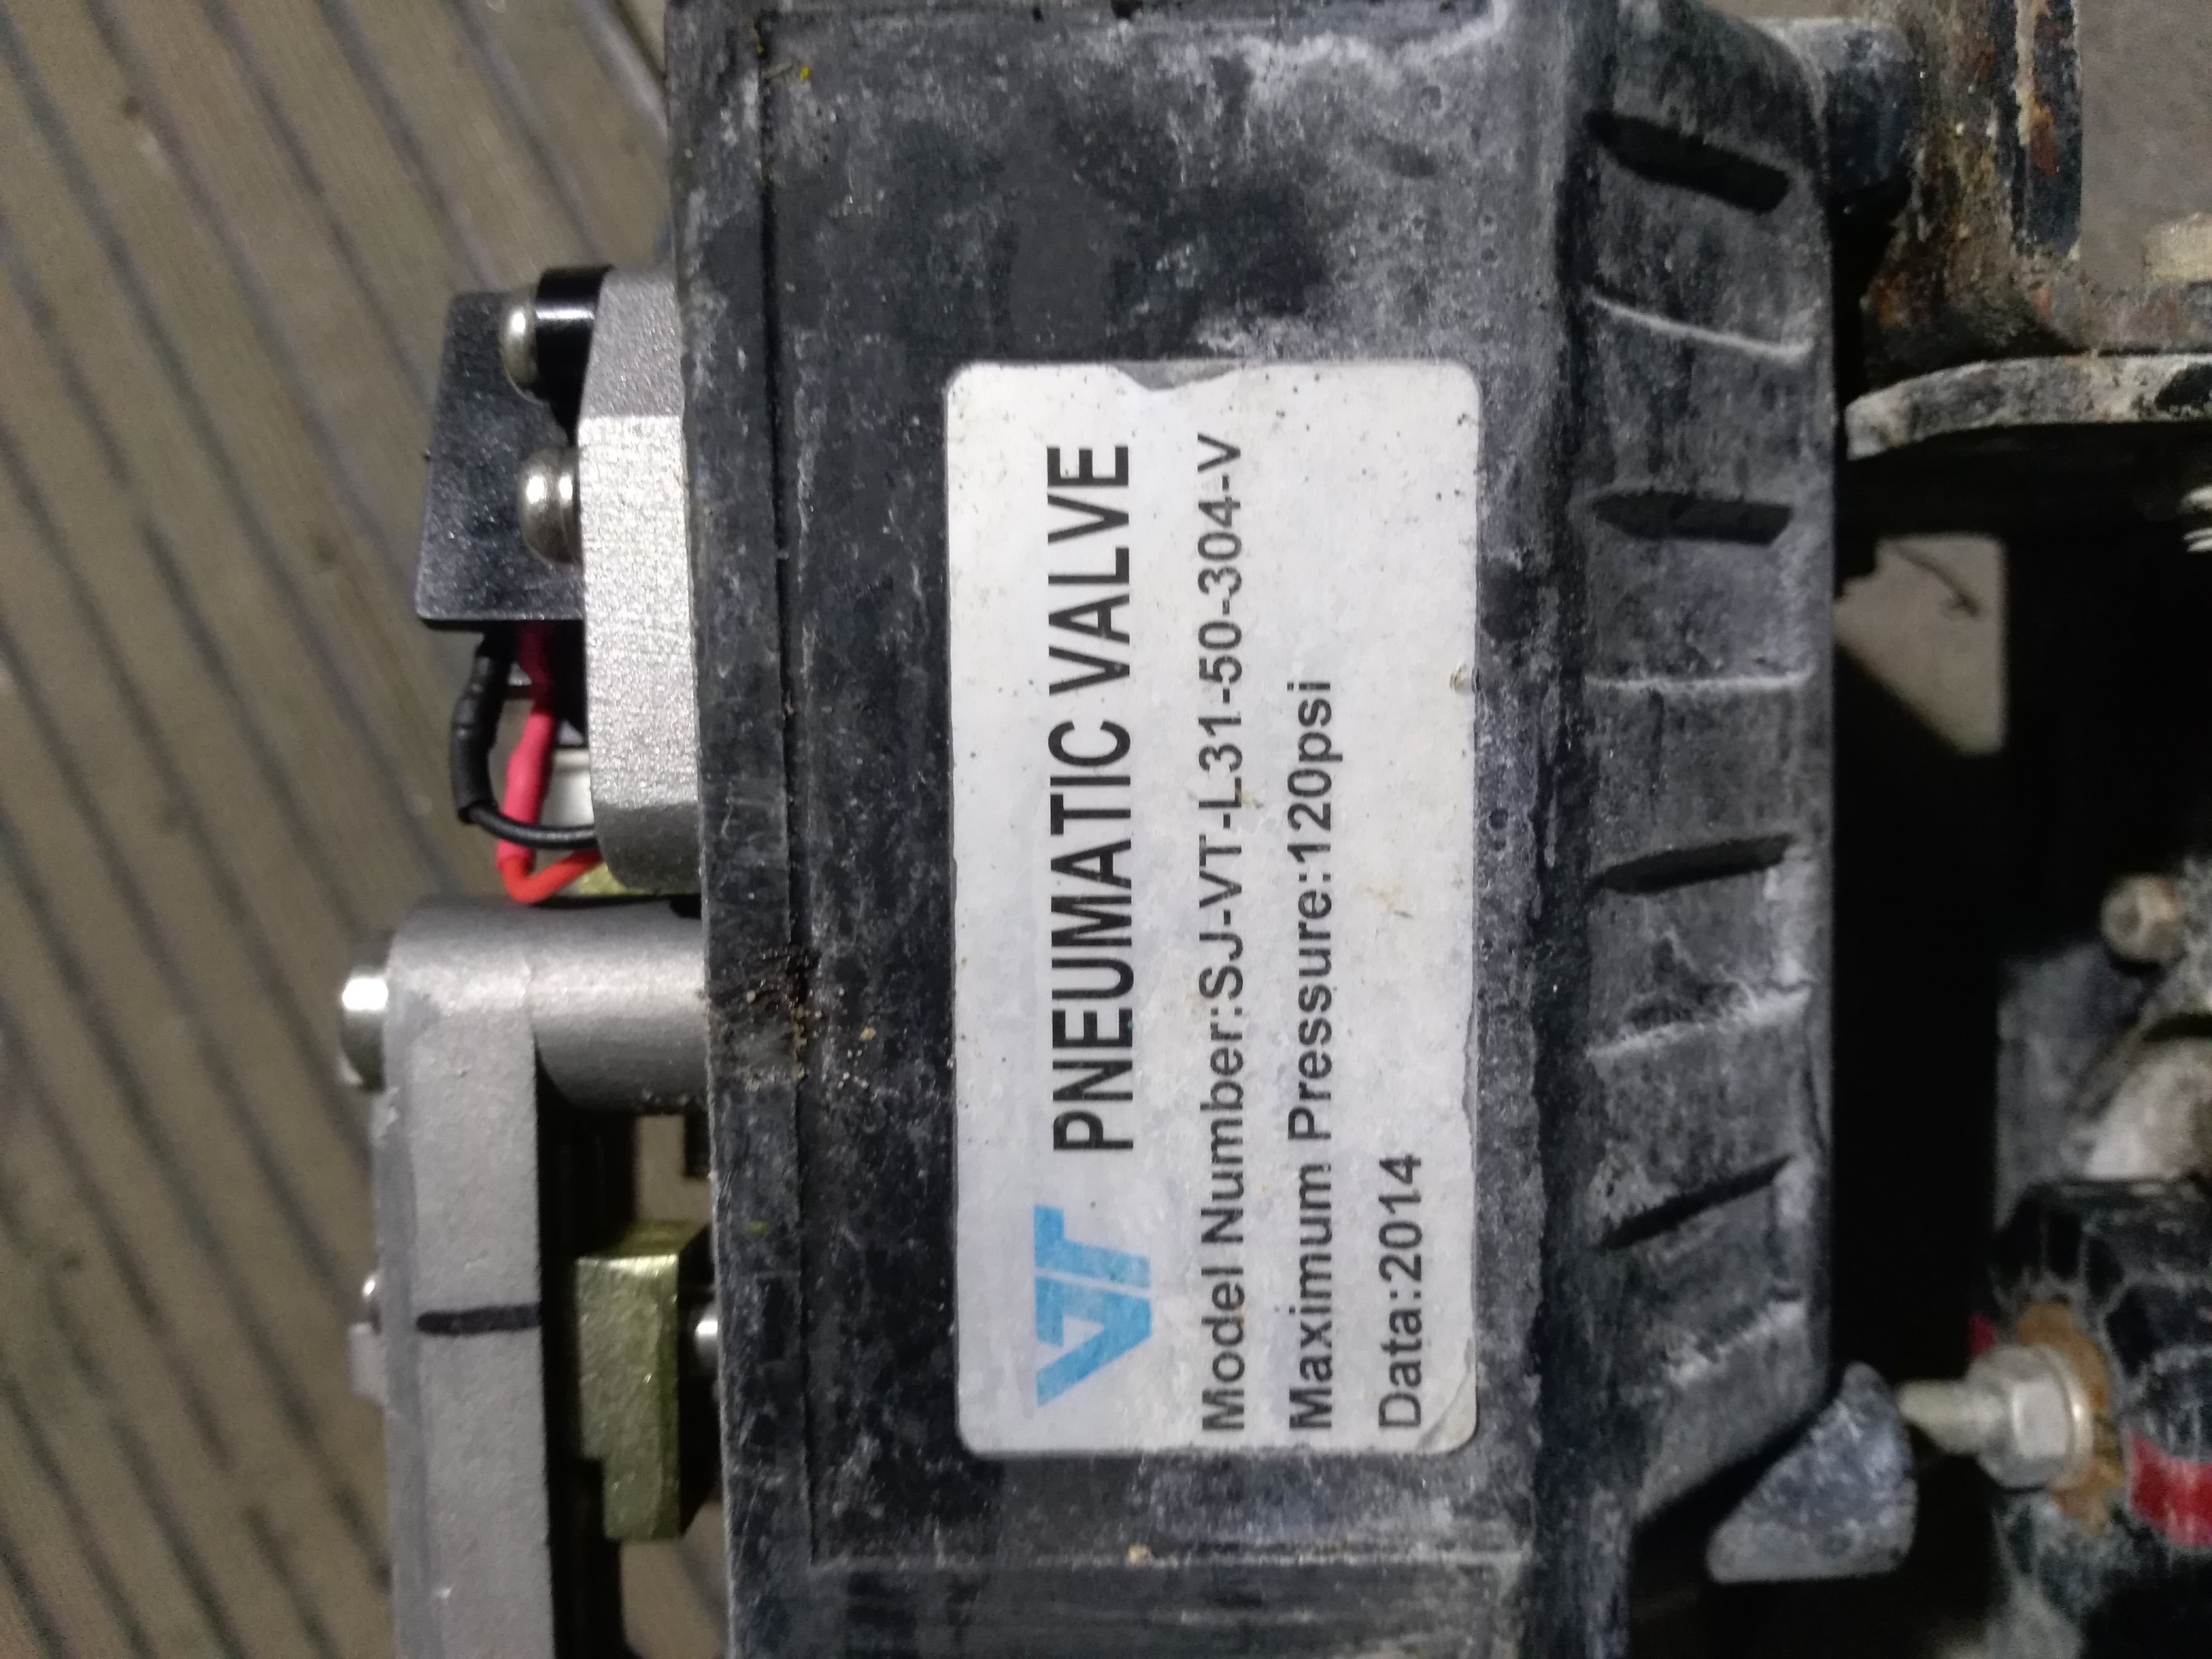 VT PNEUMATIC VALVE
Model Number:SJ-VT-L31-50-304-V
Maximum Pressure:120psi
Data:2014